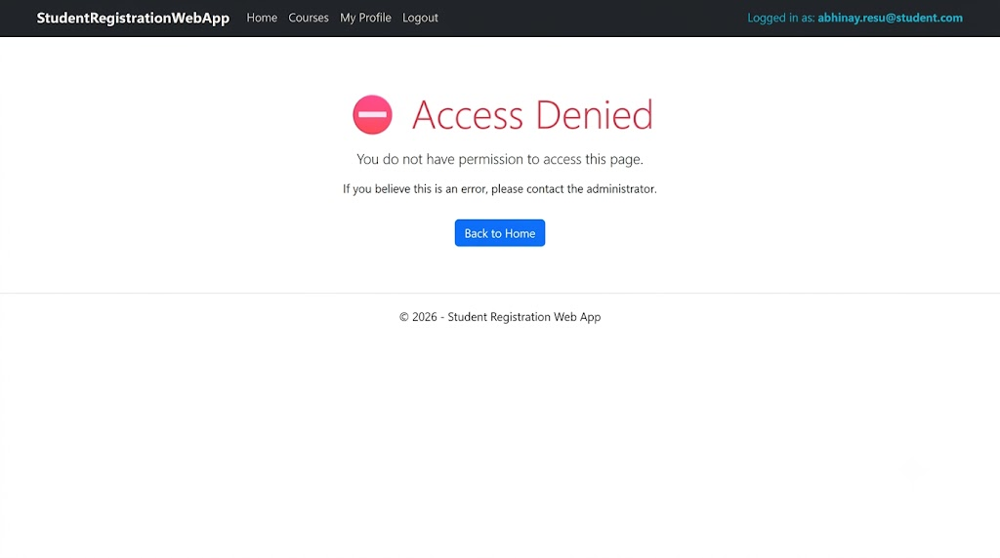 StudentRegistrationWebApp Home Courses My Profile Logout Logged in as: abhinay.resu@student.com
Access Denied
You do not have permission to access this page.
If you believe this is an error, please contact the administrator.
Back to Home
© 2026 - Student Registration Web App